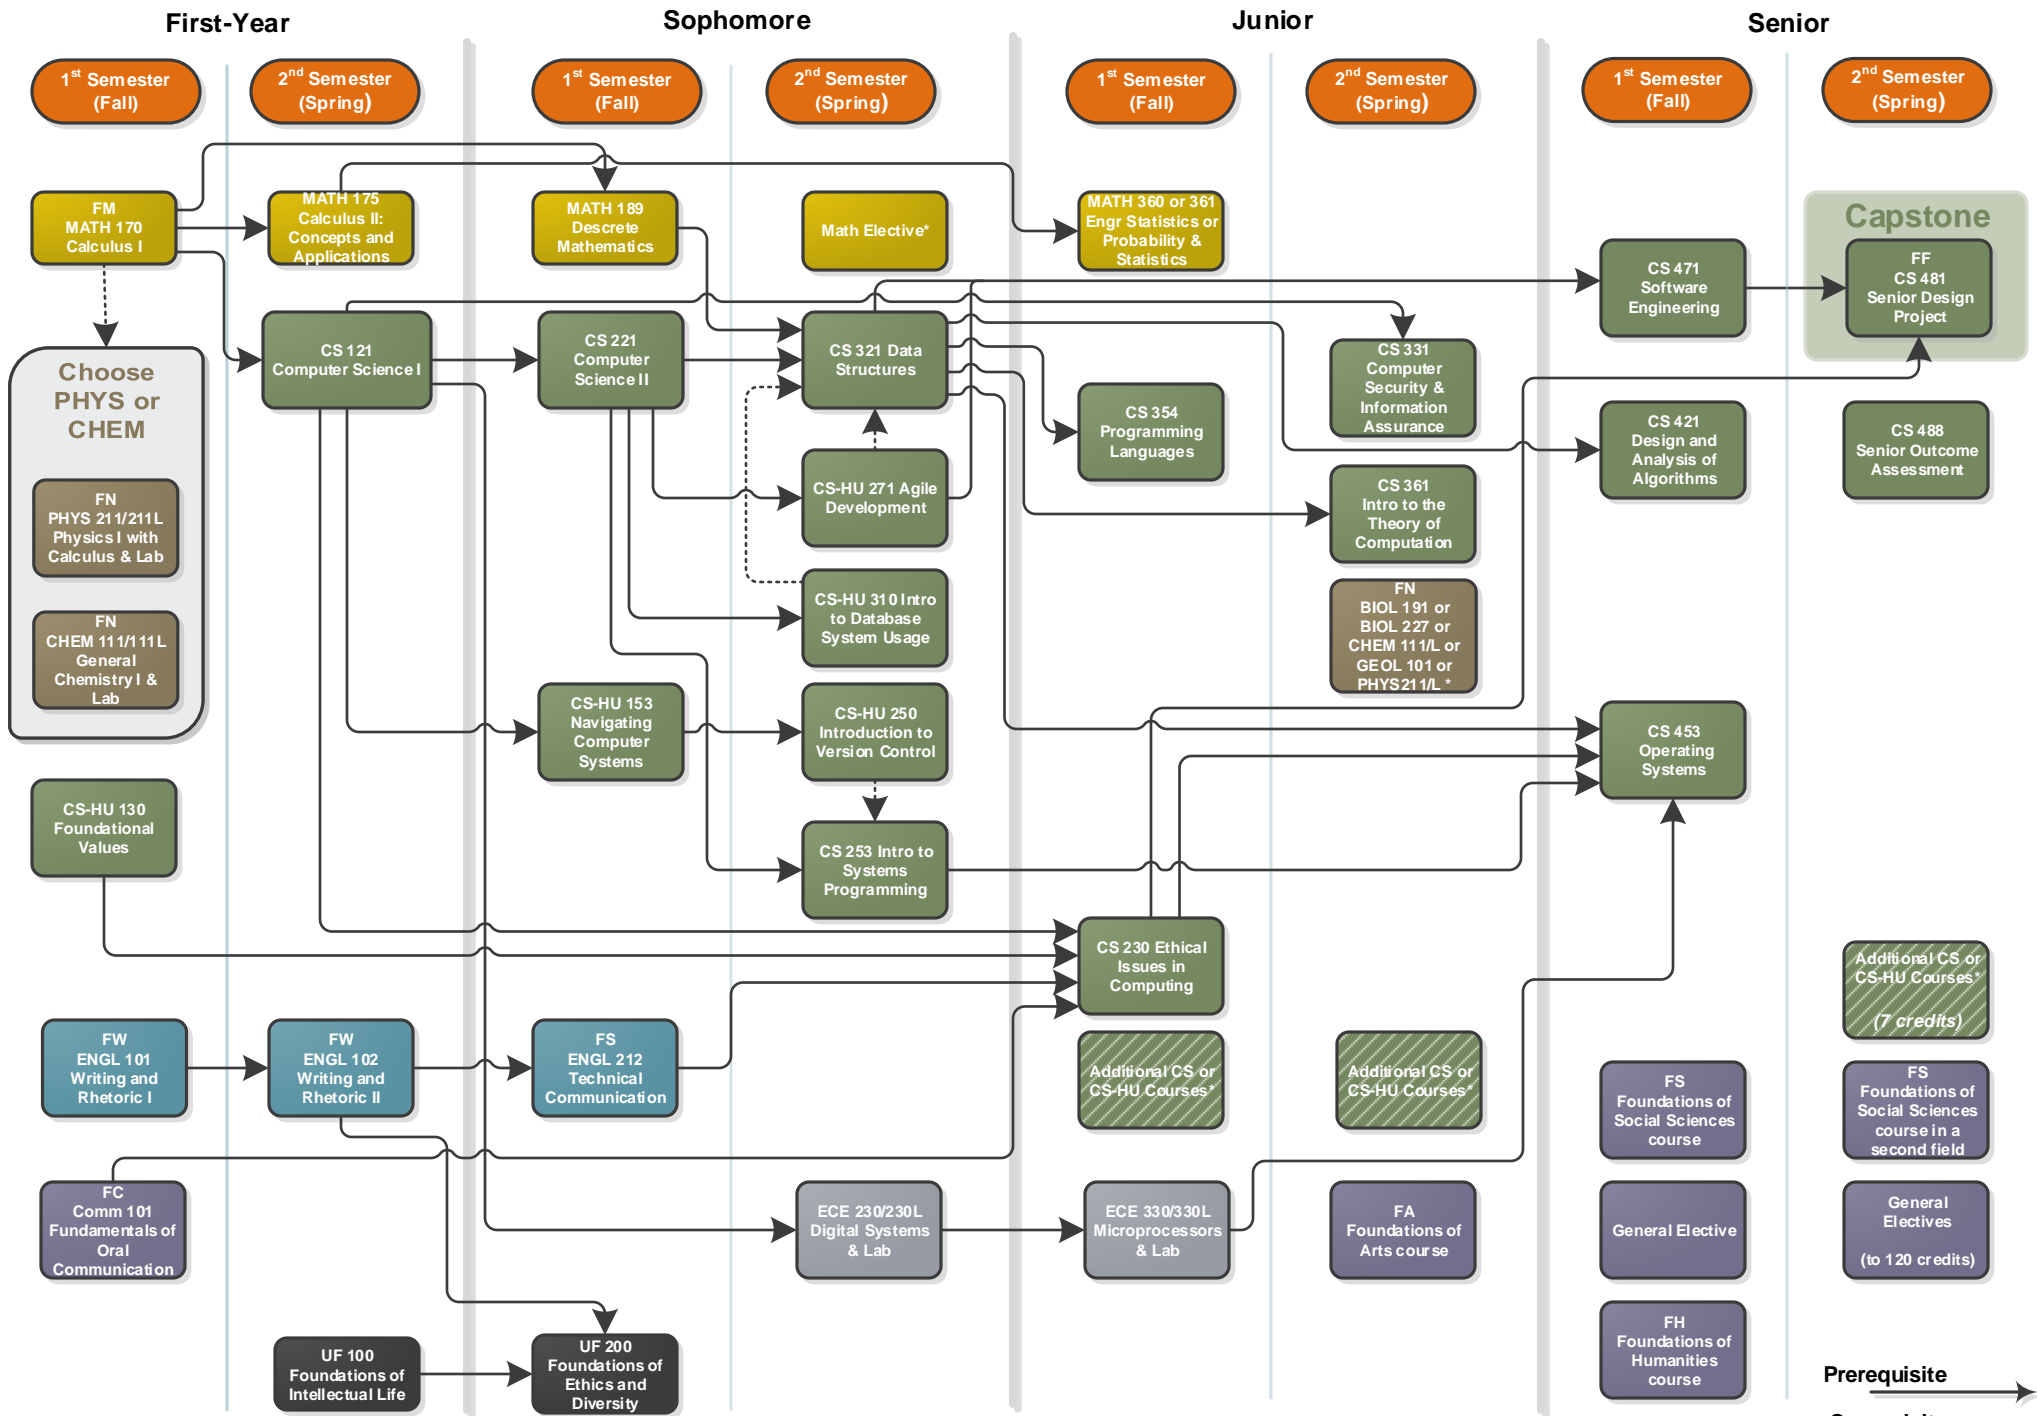 First-Year
Sophomore
Junior
Senior
1st Semester
(Fall)
2nd Semester
(Spring)
1st Semester
(Fall)
2nd Semester
(Spring)
1st Semester
(Fall)
2nd Semester
(Spring)
1st Semester
(Fall)
2nd Semester
(Spring)
FM
MATH 170
Calculus I
MATH 175
Calculus II:
Concepts and
Applications
MATH 189
Descrete
Mathematics
Math Elective*
MATH 360 or 361
Engr Statistics or
Probability &
Statistics
Capstone
CS 471
Software
Engineering
FF
CS 481
Senior Design
Project
CS 121
Computer Science I
CS 221
Computer
Science II
CS 321 Data
Structures
CS 331
Computer
Security &
Information
Assurance
Choose
PHYS or
CHEM
CS 354
Programming
Languages
CS 421
Design and
Analysis of
Algorithms
CS 488
Senior Outcome
Assessment
FN
PHYS 211/211L
Physics I with
Calculus & Lab
CS-HU 271 Agile
Development
CS 361
Intro to the
Theory of
Computation
FN
CHEM 111/111L
General
Chemistry I &
Lab
CS-HU 310 Intro
to Database
System Usage
FN
BIOL 191 or
BIOL 227 or
CHEM 111/L or
GEOL 101 or
PHYS211/L *
CS-HU 153
Navigating
Computer
Systems
CS-HU 250
Introduction to
Version Control
CS 453
Operating
Systems
CS-HU 130
Foundational
Values
CS 253 Intro to
Systems
Programming
CS 230 Ethical
Issues in
Computing
Additional CS or
CS-HU Courses*
(7 credits)
FW
ENGL 101
Writing and
Rhetoric I
FW
ENGL 102
Writing and
Rhetoric II
FS
ENGL 212
Technical
Communication
Additional CS or
CS-HU Courses*
Additional CS or
CS-HU Courses*
FS
Foundations of
Social Sciences
course
FS
Foundations of
Social Sciences
course in a
second field
FC
Comm 101
Fundamentals of
Oral
Communication
ECE 230/230L
Digital Systems
& Lab
ECE 330/330L
Microprocessors
& Lab
FA
Foundations of
Arts course
General Elective
General
Electives
(to 120 credits)
UF 100
Foundations of
Intellectual Life
UF 200
Foundations of
Ethics and
Diversity
FH
Foundations of
Humanities
course
Prerequisite